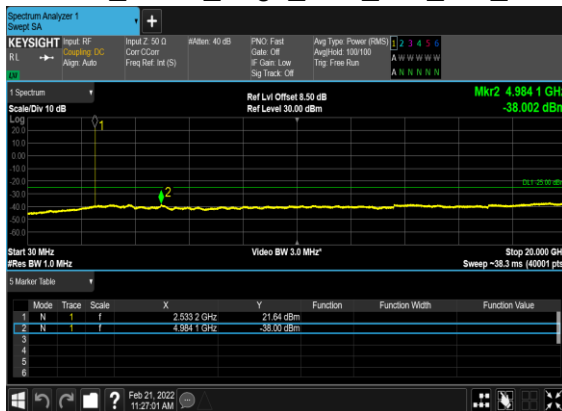 Spectrum Analyzer 1
Swept SA
KEYSIGHT Input: RF Input Z: 50 Ω #Atten: 40 dB PNO: Fast Avg Type: Power (RMS) 1 2 3 4 5 6
RL Coupling: DC Corr CCorr Gate: Off Avg|Hold: 100/100 A W W W W W
Align: Auto Freq Ref: Int (S) IF Gain: Low Trig: Free Run A N N N N N
Sig Track: Off
1 Spectrum Ref Lvl Offset 8.50 dB Mkr2 4.984 1 GHz
Scale/Div 10 dB Ref Level 30.00 dBm -38.002 dBm
Log
1
20.0
10.0
0.00
-10.0
-20.0 DL1 -25.00 dBm
-30.0
2
-40.0
-50.0
-60.0
Start 30 MHz Video BW 3.0 MHz* Stop 20.000 GHz
#Res BW 1.0 MHz Sweep ~38.3 ms (40001 pts)
5 Marker Table
Mode Trace Scale X Y Function Function Width Function Value
1 N 1 f 2.533 2 GHz 21.64 dBm
2 N 1 f 4.984 1 GHz -38.00 dBm
3
4
5
6
Feb 21, 2022
11:27:01 AM